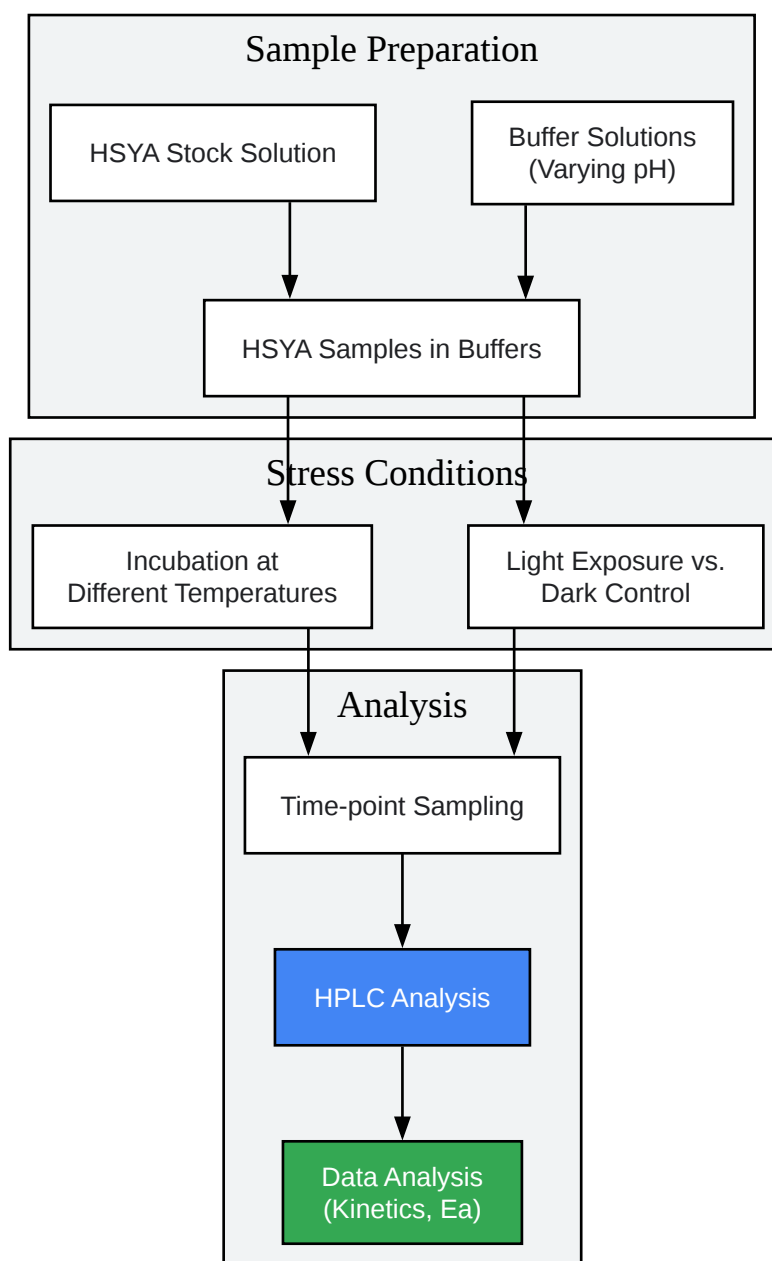 Sample Preparation
HSYA Stock Solution
Buffer Solutions
(Varying pH)
HSYA Samples in Buffers
Stress Conditions
Incubation at
Different Temperatures
Light Exposure vs.
Dark Control
Analysis
Time-point Sampling
HPLC Analysis
Data Analysis
(Kinetics, Ea)